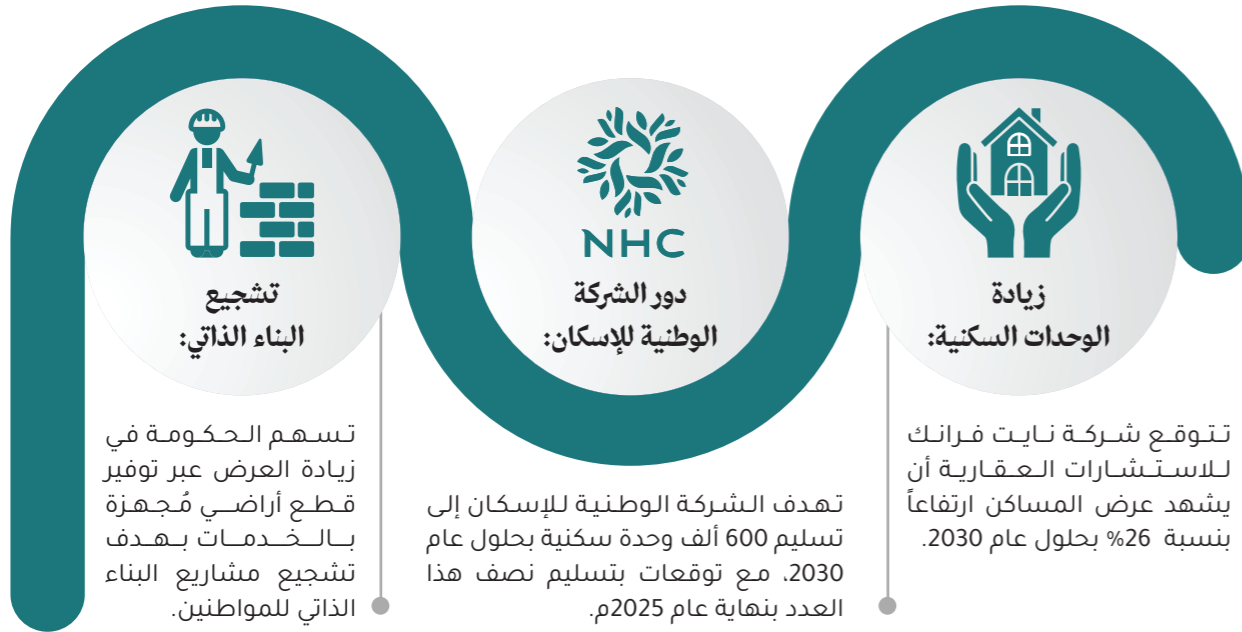 زيادة
الوحدات السكنية:
تتوقع شركة نايت فرانك
للاستشارات العقارية أن
يشهد عرض المساكن ارتفاعاً
بنسبة 26% بحلول عام 2030.
NHC
دور الشركة
الوطنية للإسكان:
تهدف الشركة الوطنية للإسكان إلى
تسليم 600 ألف وحدة سكنية بحلول عام
2030، مع توقعات بتسليم نصف هذا
العدد بنهاية عام 2025م.
تشجيع
البناء الذاتي:
تسهم الحكومة في
زيادة العرض عبر توفير
قطع أراضي مُجهزة
بالخدمات بهدف
تشجيع مشاريع البناء
الذاتي للمواطنين.